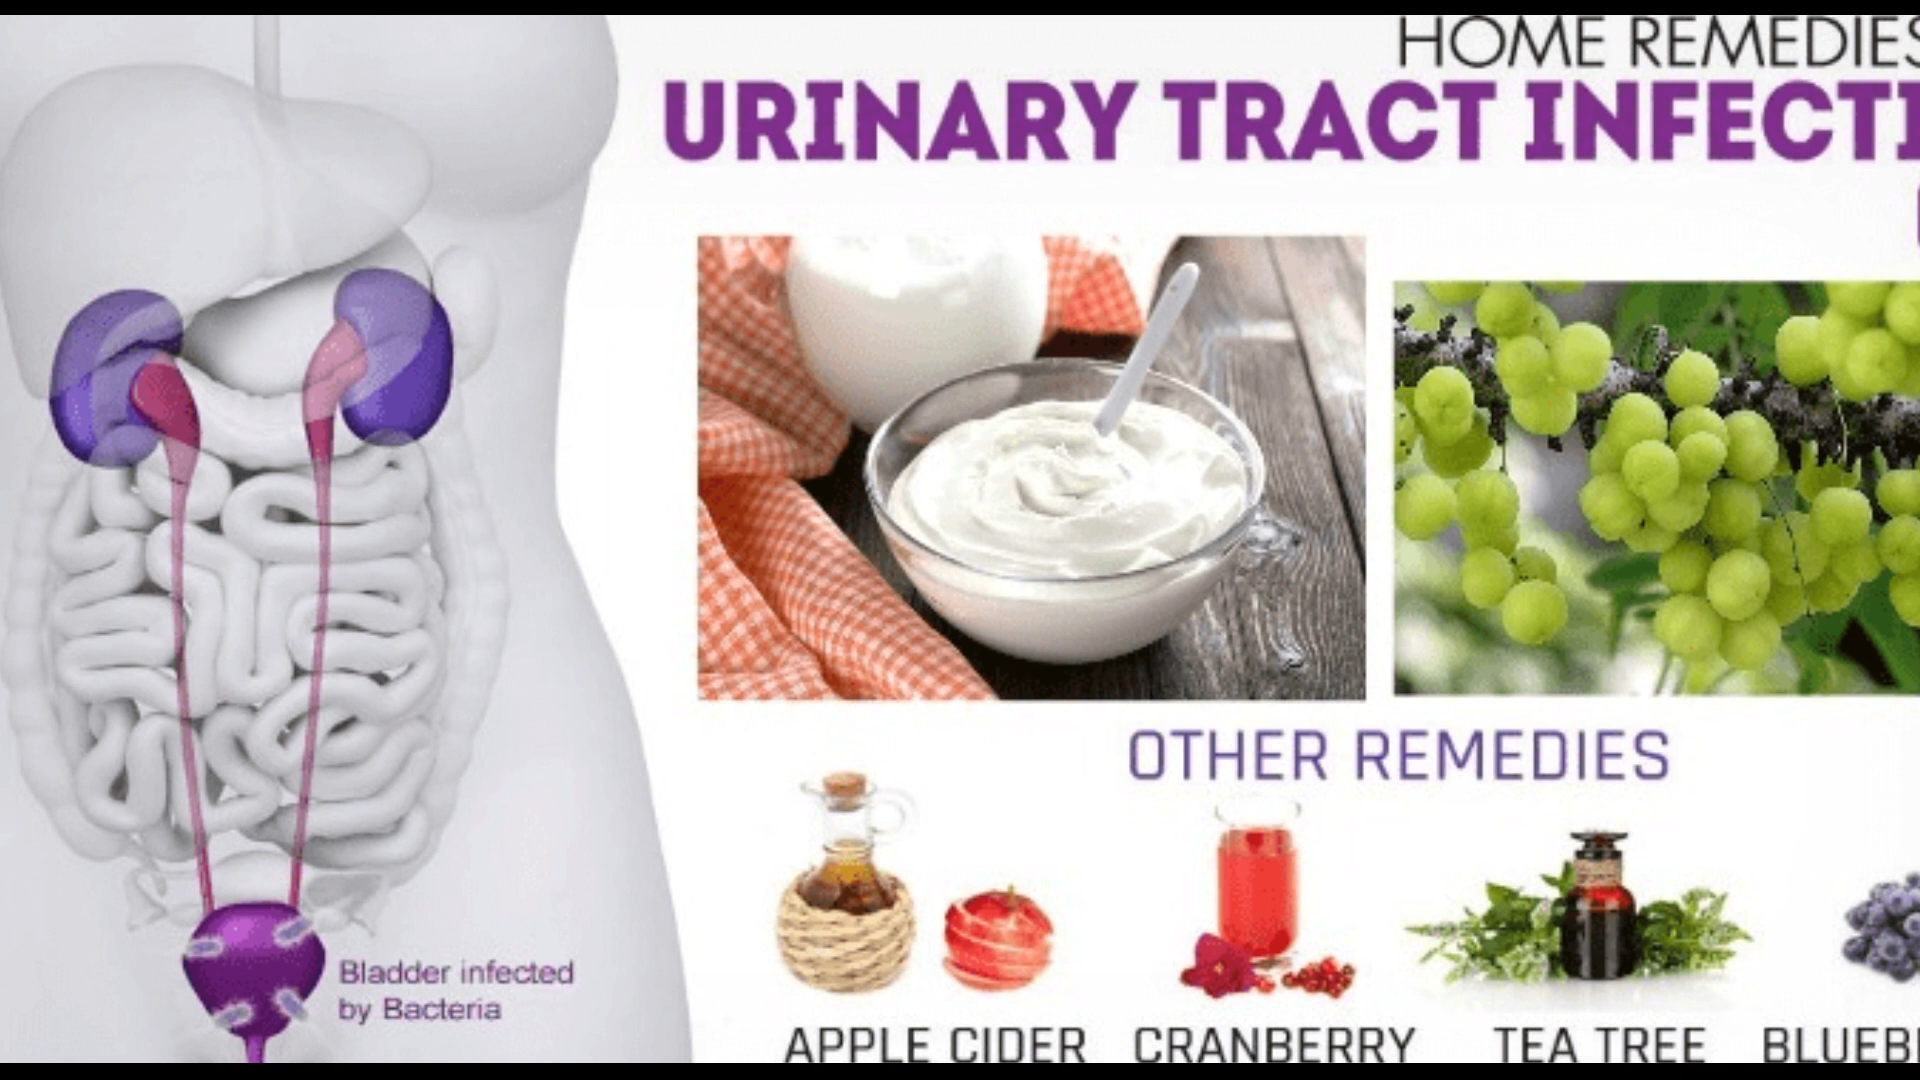 HOME REMEDIES
URINARY TRACT INFECTI
OTHER REMEDIES
Bladder infected
by Bacteria
APPLE CIDER
CRANBERRY
TEA TREE
BLUEB